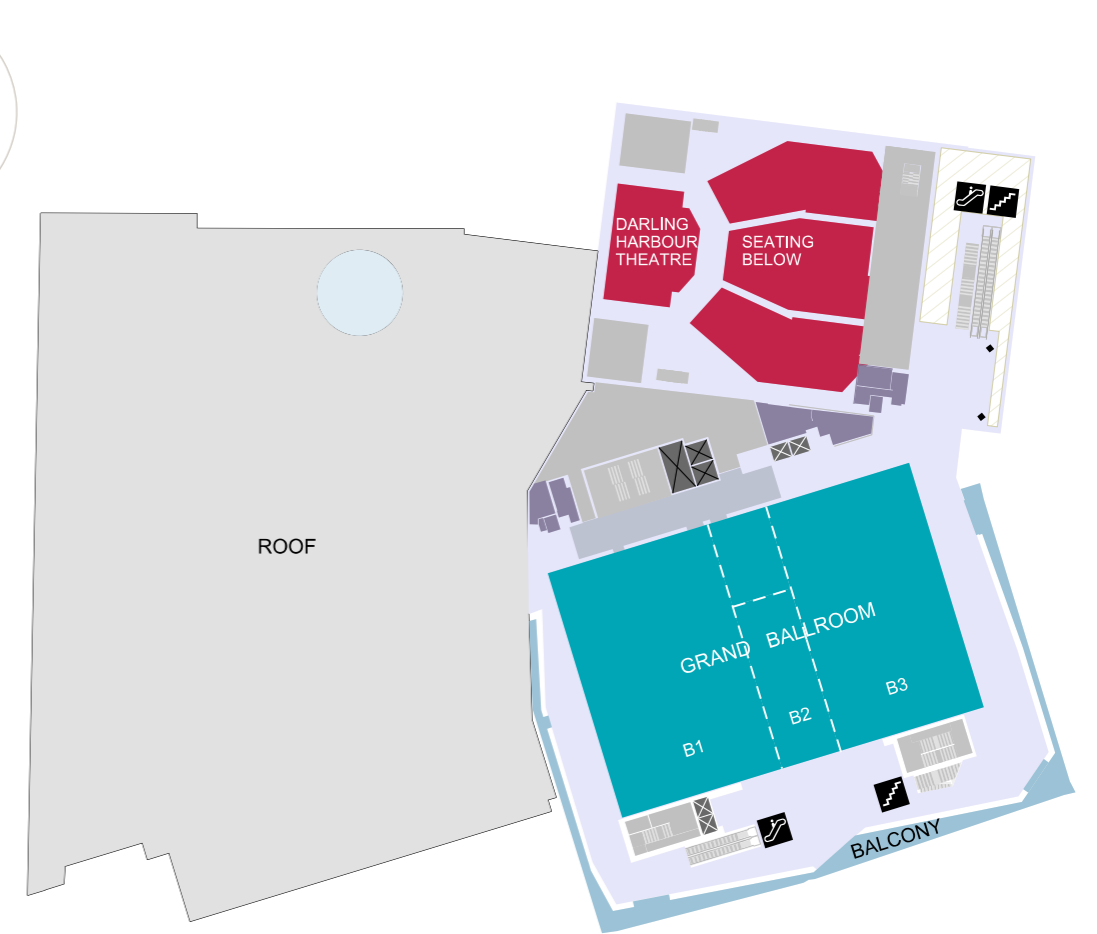 DARLING
HARBOUR
THEATRE
SEATING
BELOW
ROOF
GRAND BALLROOM
B1
B2
B3
BALCONY